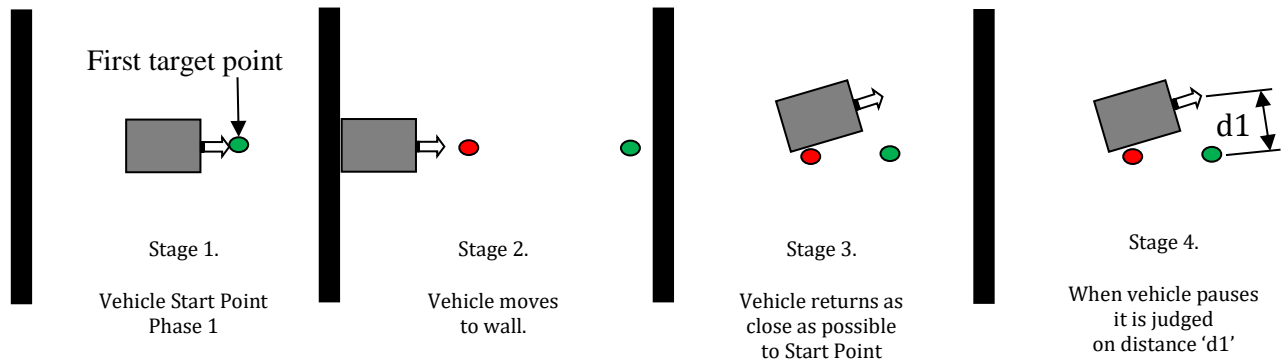 First target point
Stage 1.
Vehicle Start Point
Phase 1
Stage 2.
Vehicle moves
to wall.
Stage 3.
Vehicle returns as
close as possible
to Start Point
d1
Stage 4.
When vehicle pauses
it is judged
on distance ‘d1’